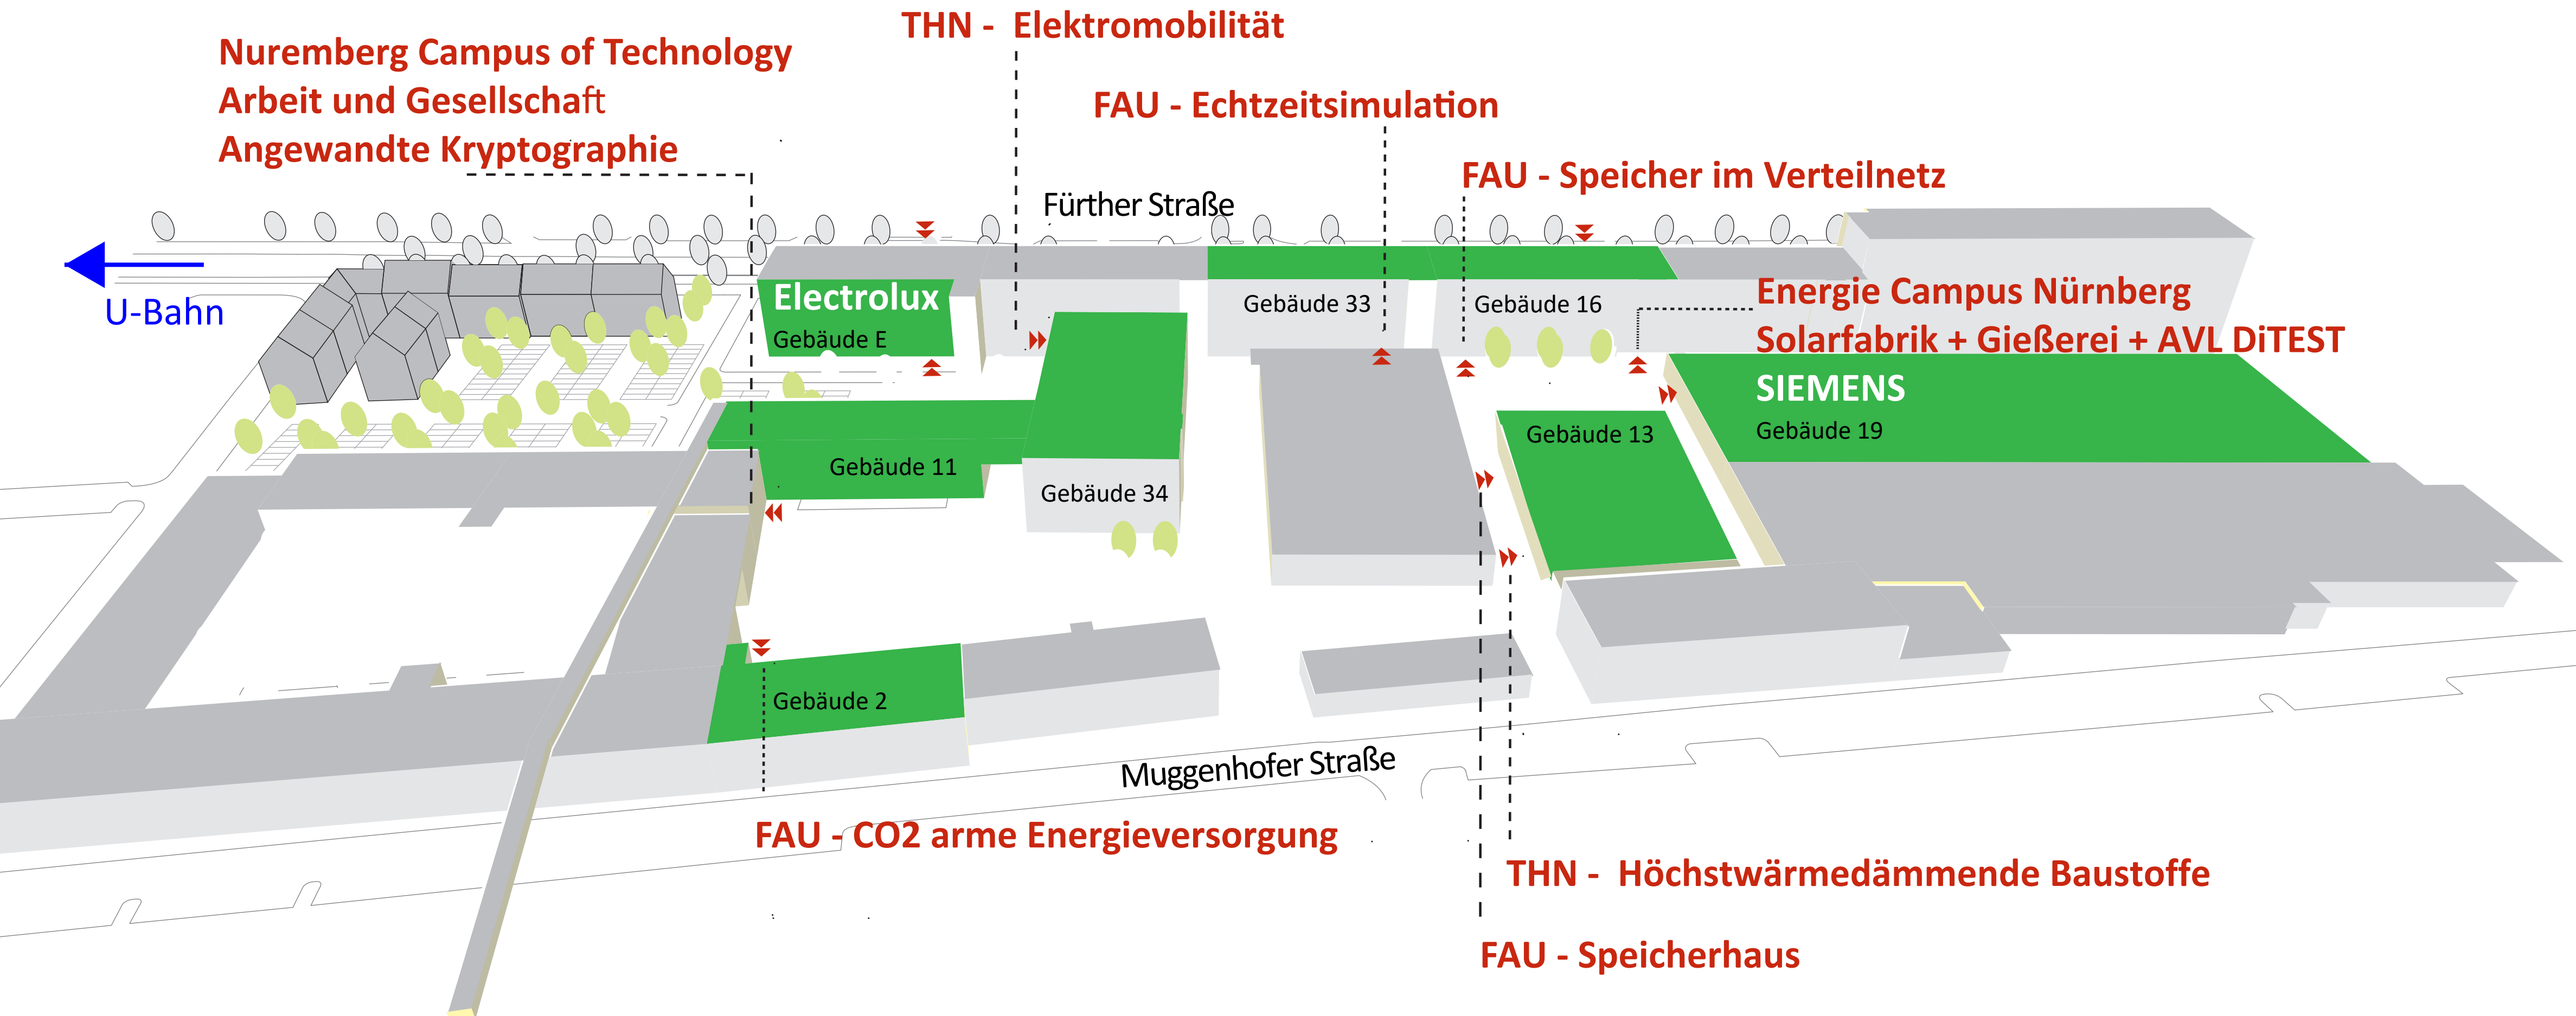 THN - Elektromobilität
Nuremberg Campus of Technology
Arbeit und Gesellschaft
Angewandte Kryptographie
FAU - Echtzeitsimulation
FAU - Speicher im Verteilnetz
Fürther Straße
U-Bahn
Electrolux
Gebäude E
Gebäude 33
Gebäude 16
Energie Campus Nürnberg
Solarfabrik + Gießerei + AVL DiTEST
SIEMENS
Gebäude 19
Gebäude 13
Gebäude 11
Gebäude 34
Gebäude 2
Muggenhofer Straße
FAU - CO2 arme Energieversorgung
THN - Höchstwärmedämmende Baustoffe
FAU - Speicherhaus